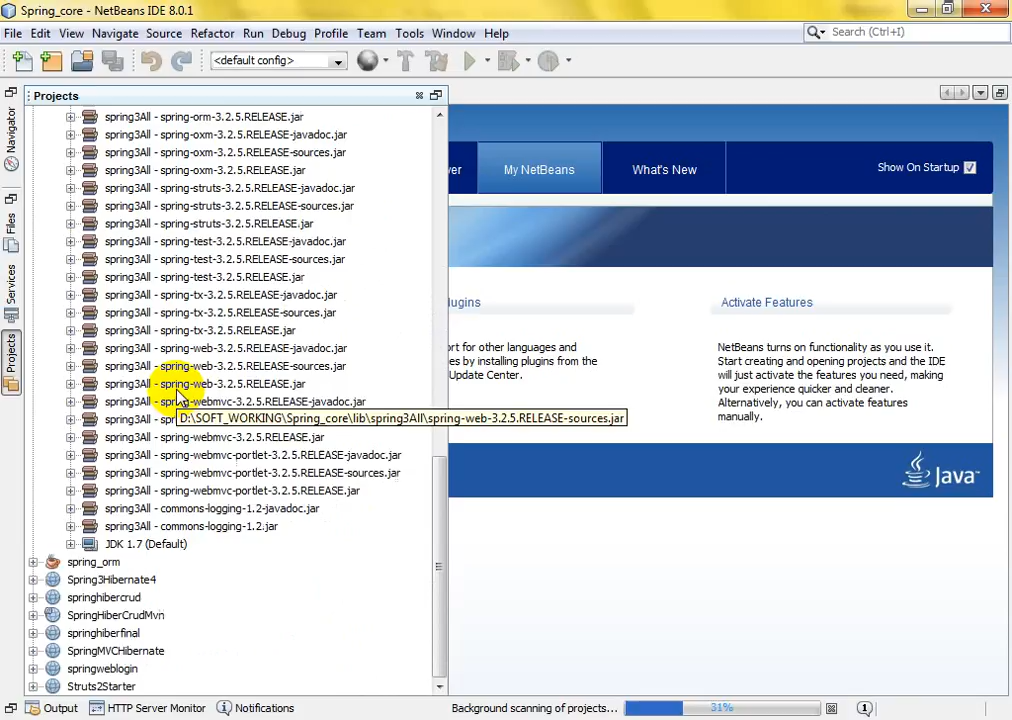 Spring_core - NetBeans IDE 8.0.1
File Edit View Navigate Source Refactor Run Debug Profile Team Tools Window Help
Search (Ctrl+I)
<default config>
Projects
Navigator
Files
Services
Projects
spring3All - spring-orm-3.2.5.RELEASE.jar
spring3All - spring-oxm-3.2.5.RELEASE-javadoc.jar
spring3All - spring-oxm-3.2.5.RELEASE-sources.jar
spring3All - spring-oxm-3.2.5.RELEASE.jar
spring3All - spring-struts-3.2.5.RELEASE-javadoc.jar
spring3All - spring-struts-3.2.5.RELEASE-sources.jar
spring3All - spring-struts-3.2.5.RELEASE.jar
spring3All - spring-test-3.2.5.RELEASE-javadoc.jar
spring3All - spring-test-3.2.5.RELEASE-sources.jar
spring3All - spring-test-3.2.5.RELEASE.jar
spring3All - spring-tx-3.2.5.RELEASE-javadoc.jar
spring3All - spring-tx-3.2.5.RELEASE-sources.jar
spring3All - spring-tx-3.2.5.RELEASE.jar
spring3All - spring-web-3.2.5.RELEASE-javadoc.jar
spring3All - spring-web-3.2.5.RELEASE-sources.jar
spring3All - spring-web-3.2.5.RELEASE.jar
spring3All - spring-webmvc-3.2.5.RELEASE-javadoc.jar
spring3All - sp
D:\SOFT_WORKING\Spring_core\lib\spring3All\spring-web-3.2.5.RELEASE-sources.jar
spring3All - spring-webmvc-3.2.5.RELEASE.jar
spring3All - spring-webmvc-portlet-3.2.5.RELEASE-javadoc.jar
spring3All - spring-webmvc-portlet-3.2.5.RELEASE-sources.jar
spring3All - spring-webmvc-portlet-3.2.5.RELEASE.jar
spring3All - commons-logging-1.2-javadoc.jar
spring3All - commons-logging-1.2.jar
JDK 1.7 (Default)
spring_orm
Spring3Hibernate4
springhibercrud
SpringHiberCrudMvn
springhiberfinal
SpringMVCHibernate
springweblogin
Struts2Starter
ver
My NetBeans
What's New
Show On Startup
lugins
ort for other languages and
es by installing plugins from the
Update Center.
Activate Features
NetBeans turns on functionality as you use it.
Start creating and opening projects and the IDE
will just activate the features you need, making
your experience quicker and cleaner.
Alternatively, you can activate features
manually.
Java
Output
HTTP Server Monitor
Notifications
Background scanning of projects...
31%
1